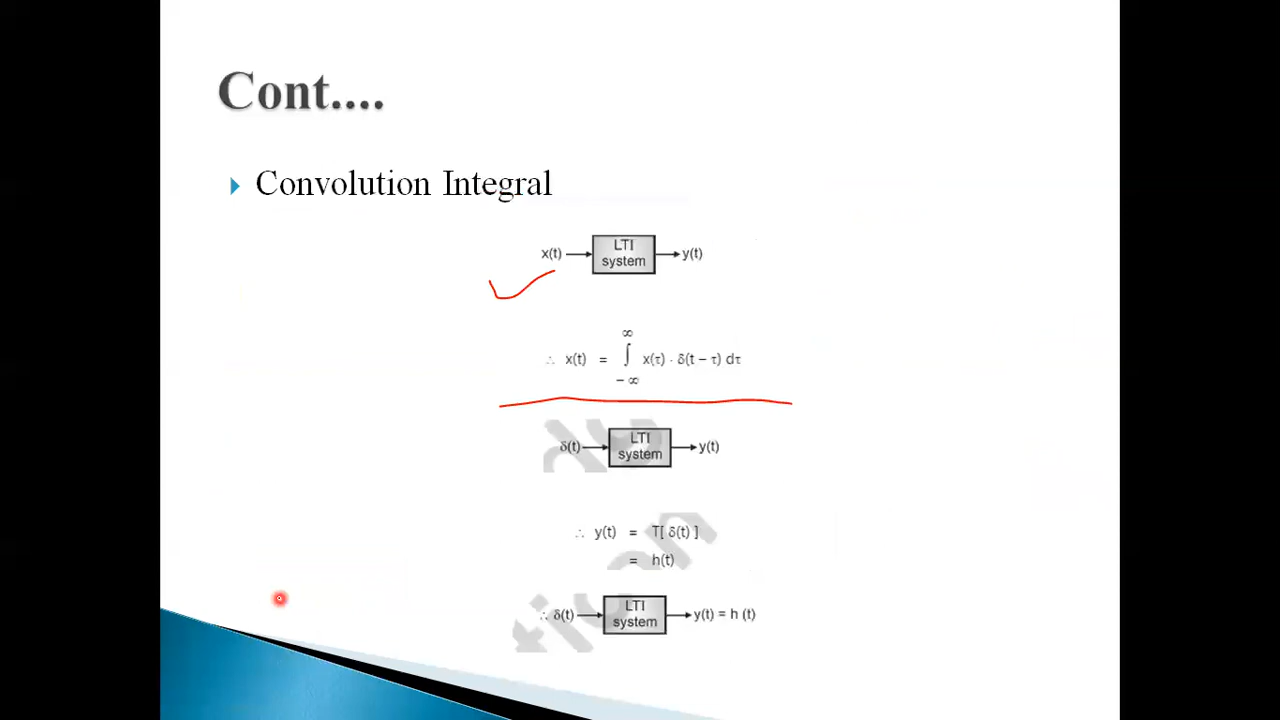 Cont....
Convolution Integral
x(t) LTI system y(t)
∴ x(t) = ∞ ∫ − ∞ x(τ) · δ(t − τ) dτ
δ(t) LTI system y(t)
∴ y(t) = T[ δ(t) ]
= h(t)
∴ δ(t) LTI system y(t) = h (t)